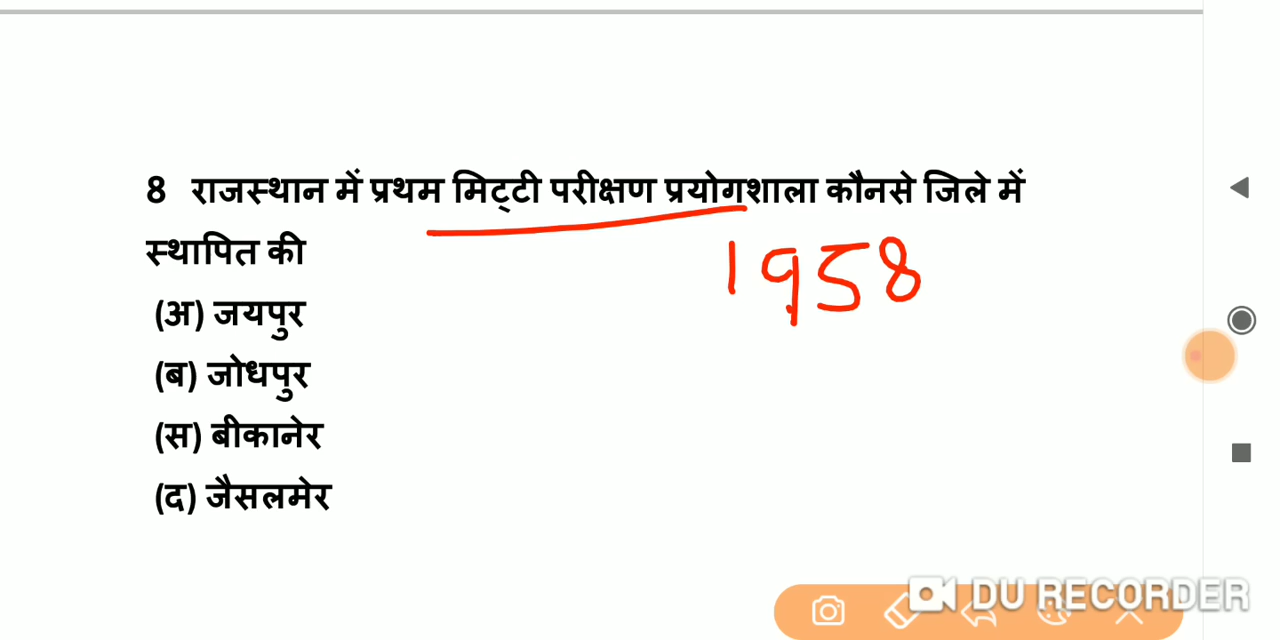 8 राजस्थान में प्रथम मिट्टी परीक्षण प्रयोगशाला कौनसे जिले में
स्थापित की
1958
(अ) जयपुर
(ब) जोधपुर
(स) बीकानेर
(द) जैसलमेर
DU RECORDER